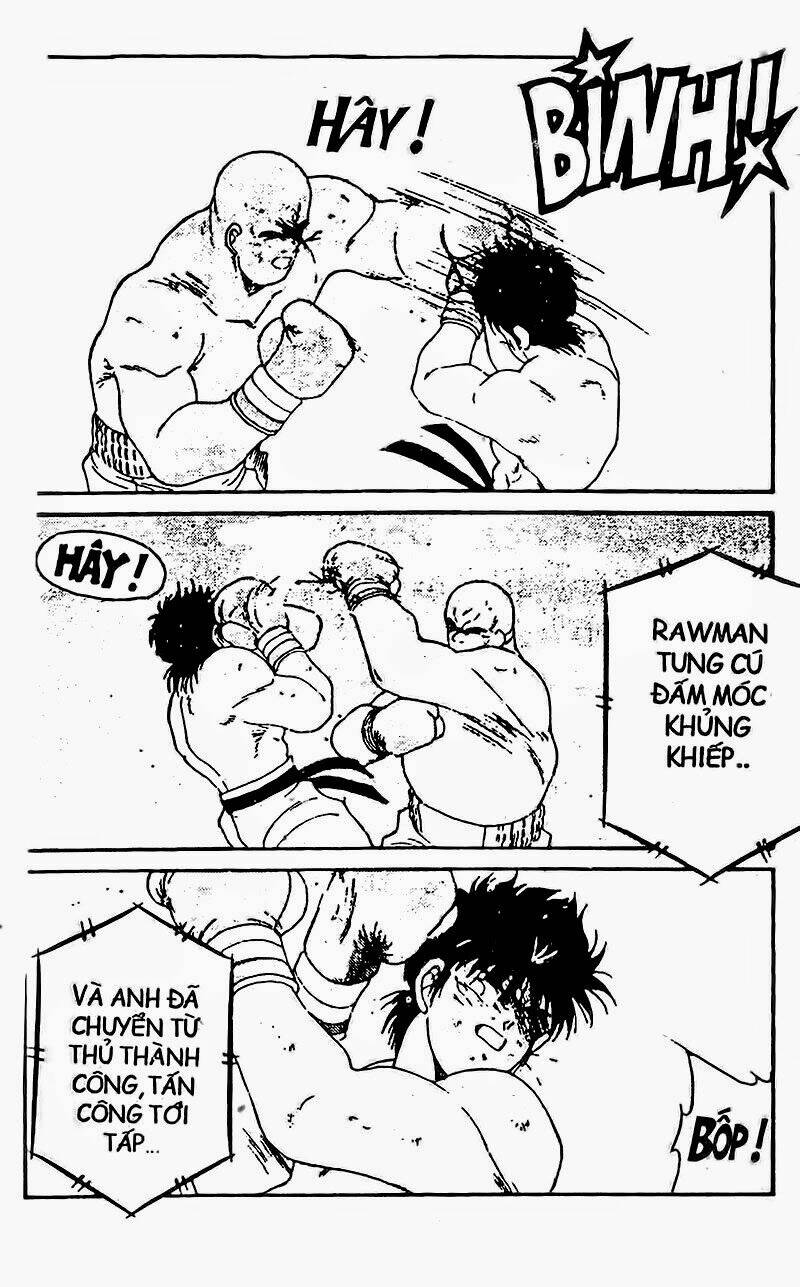 BINH!
HÂY!
HÂY!
RAWMAN
TUNG CÚ
ĐẤM MÓC
KHỦNG
KHIẾP..
VÀ ANH ĐÃ
CHUYỂN TỪ
THỦ THÀNH
CÔNG, TẤN
CÔNG TỚI
TẤP...
BỐP!